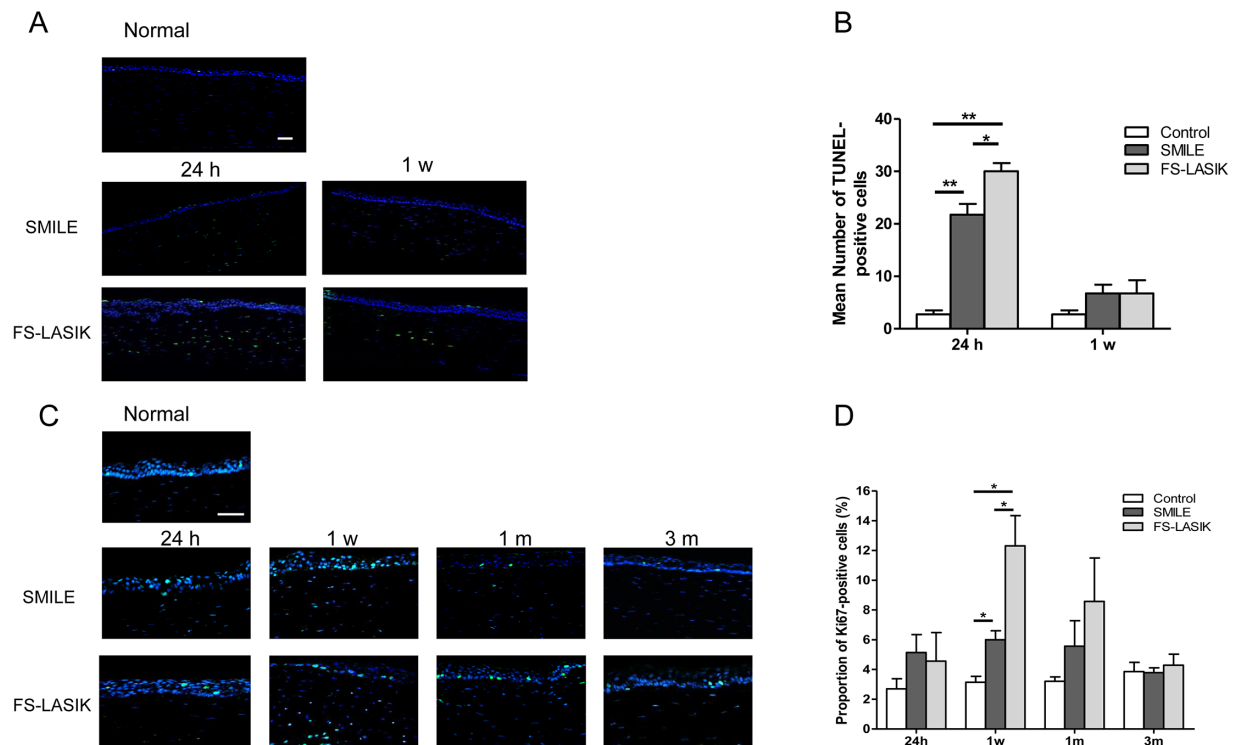 A
Normal
24 h
1 w
SMILE
FS-LASIK
B
Mean Number of TUNEL-
positive cells
40
30
20
10
0
**
*
**
24 h
1 w
Control
SMILE
FS-LASIK
C
Normal
24 h
1 w
1 m
3 m
SMILE
FS-LASIK
D
Proportion of Ki67-positive cells (%)
16
14
12
10
8
6
4
2
0
*
*
*
24h
1w
1m
3m
Control
SMILE
FS-LASIK